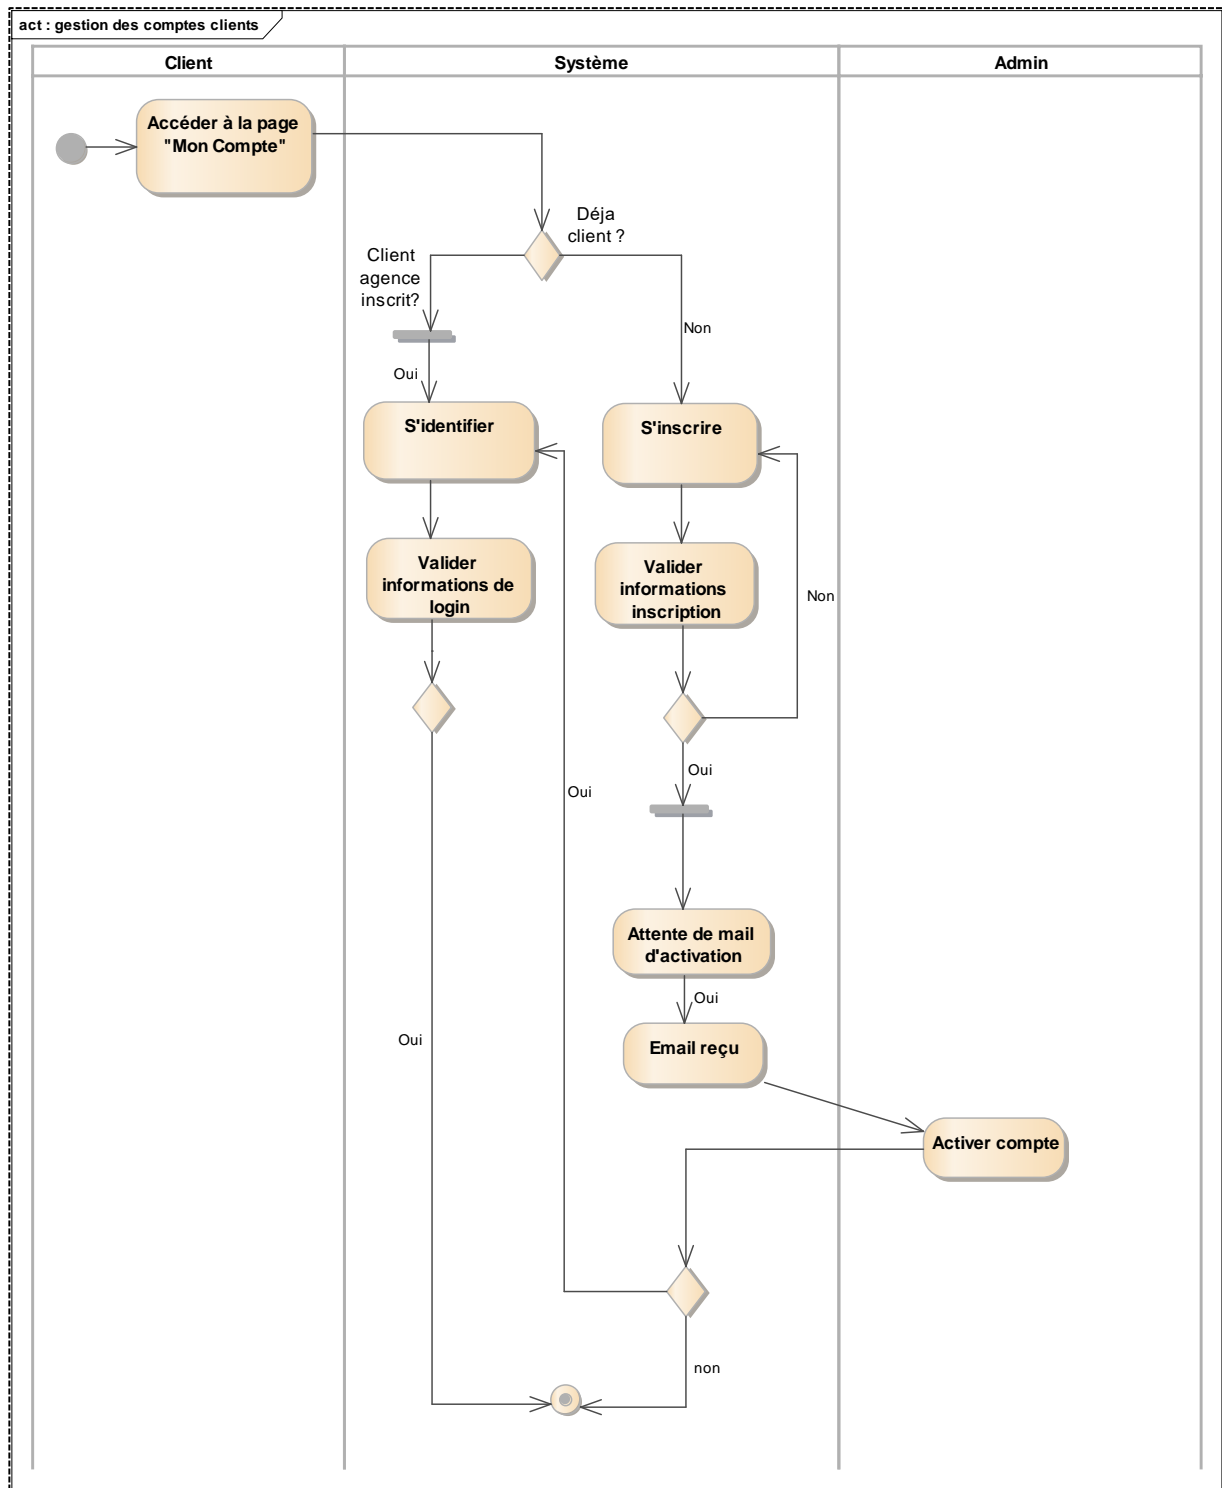 act : gestion des comptes clients
Client
Système
Admin
Accéder à la page
"Mon Compte"
Déja
client ?
Client
agence
inscrit?
Non
Oui
S'identifier
S'inscrire
Valider
informations de
login
Valider
informations
inscription
Non
Oui
Oui
Attente de mail
d'activation
Oui
Email reçu
Oui
Activer compte
non